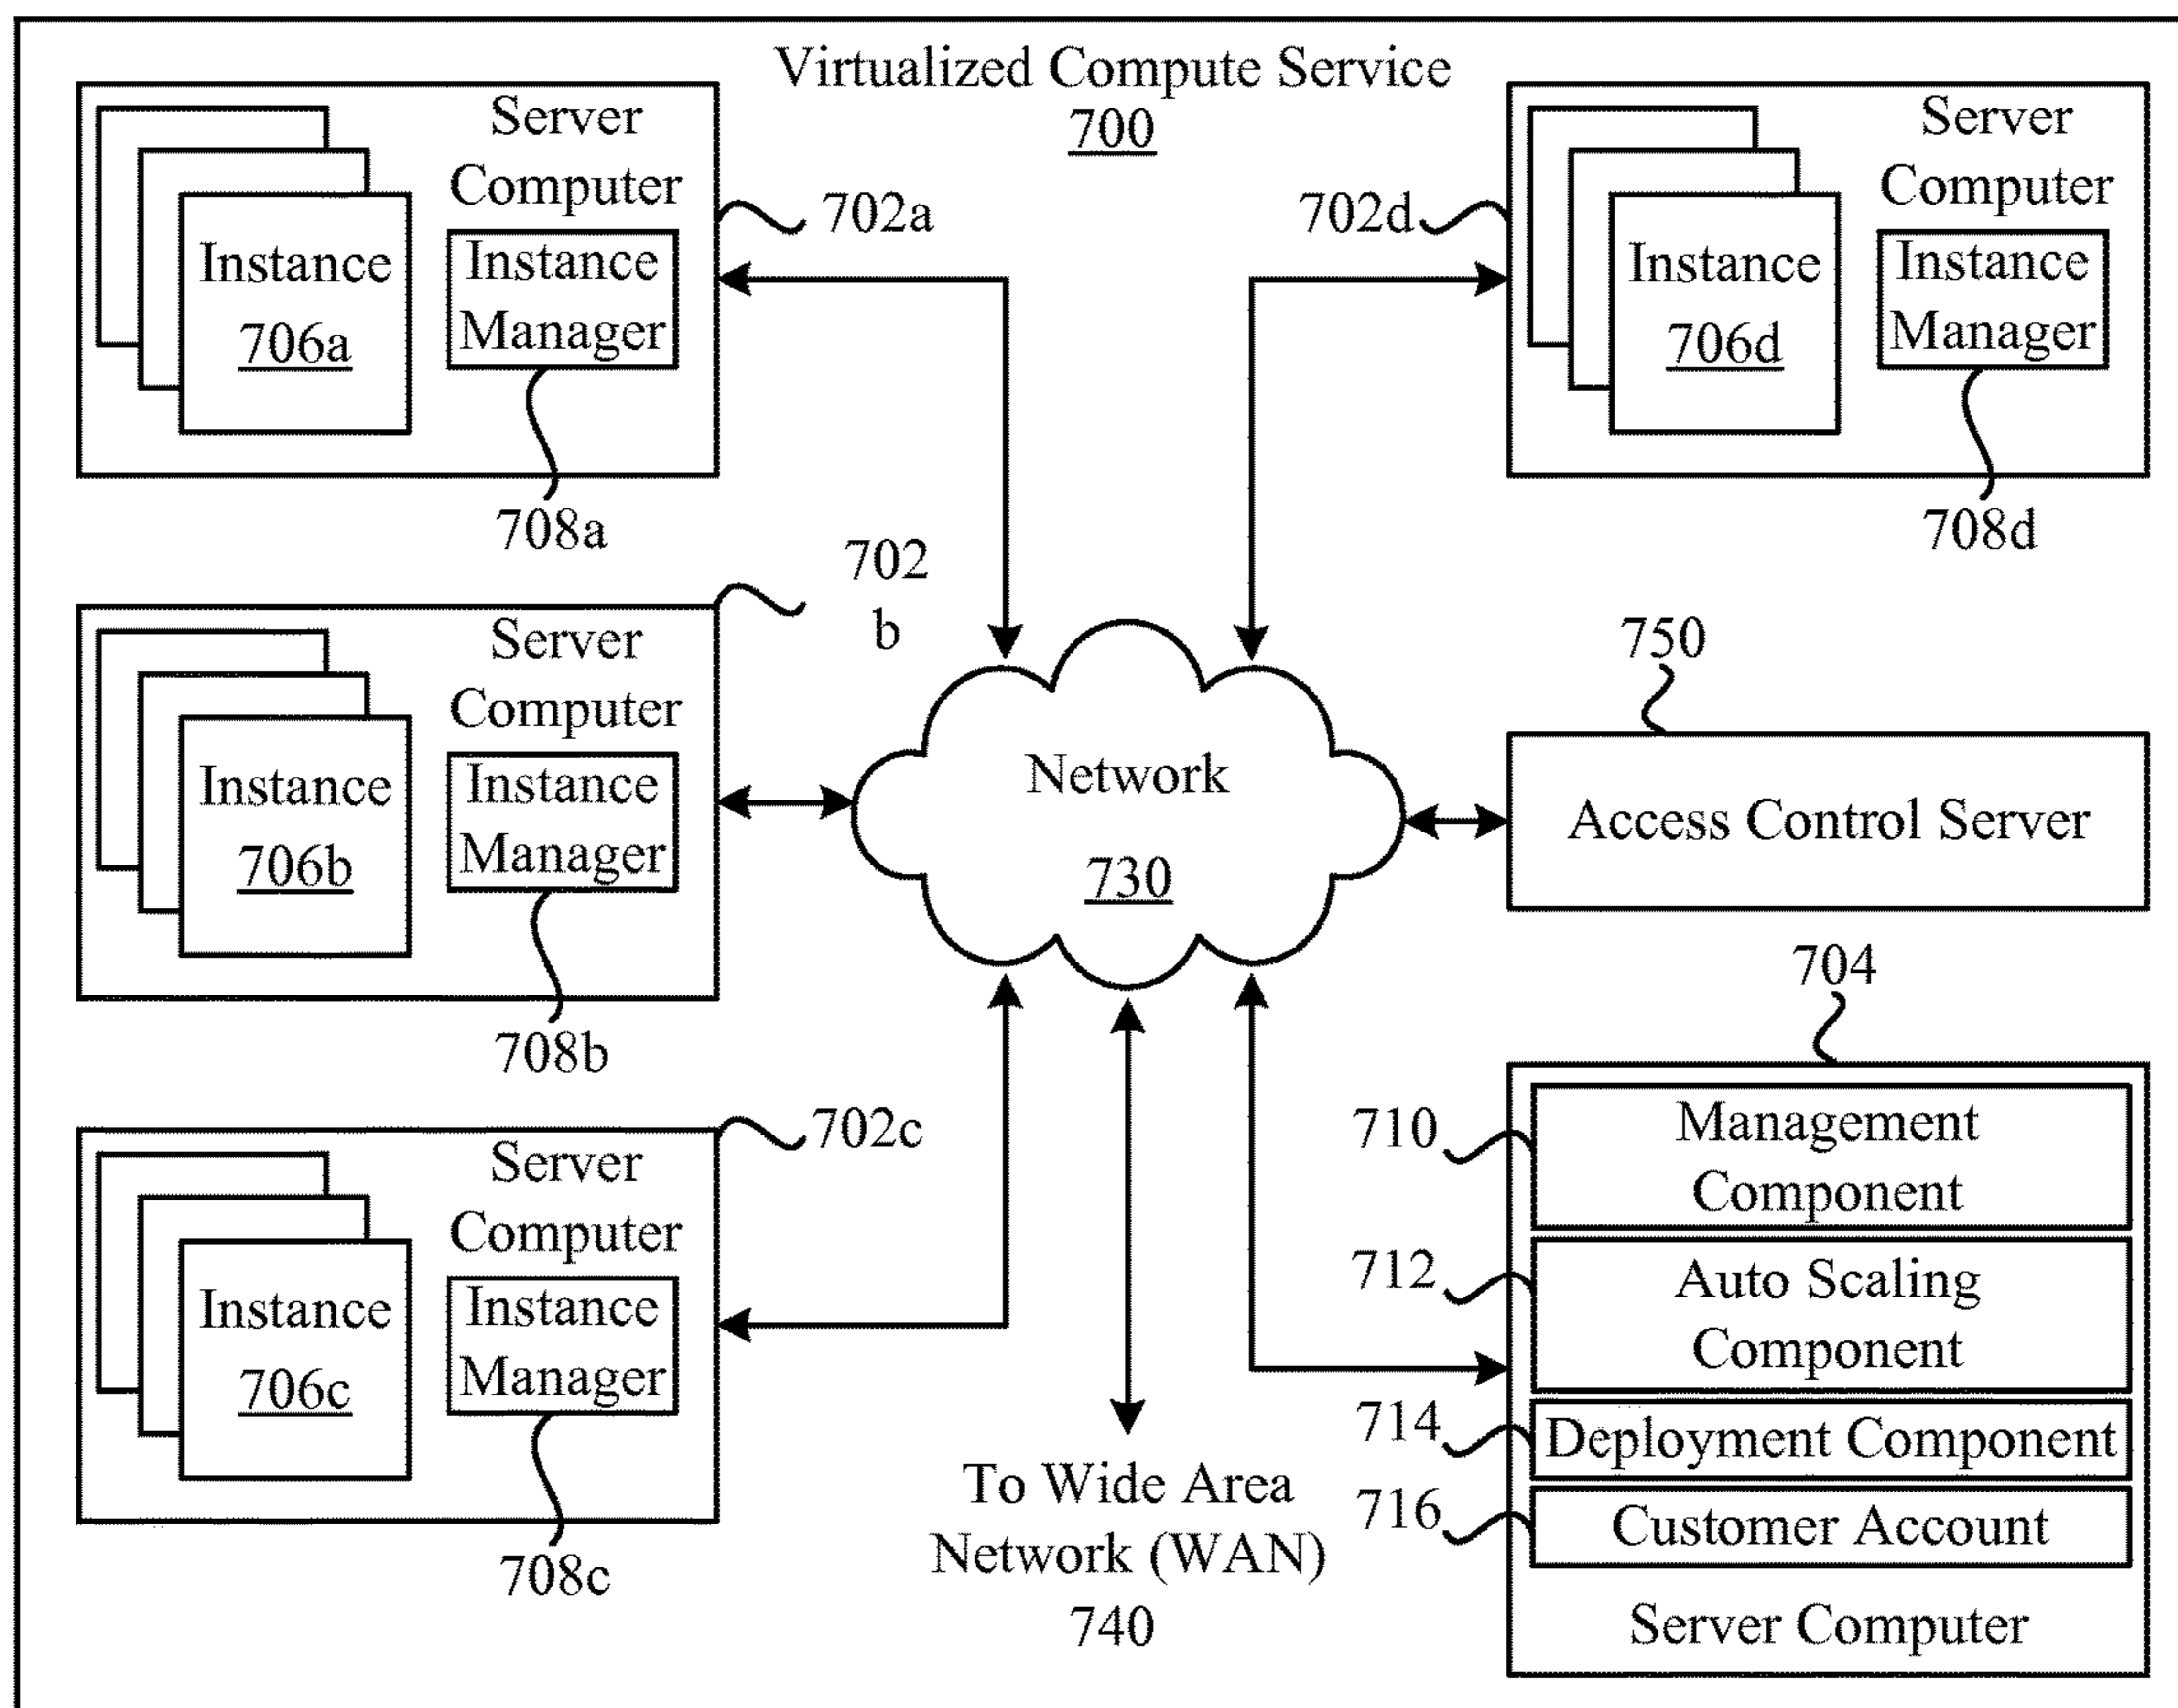 Virtualized Compute Service
700
Server
Computer
Instance
706a
Instance
Manager
702a
708a
702d
Server
Computer
Instance
706d
Instance
Manager
708d
702
b
Server
Computer
Instance
706b
Instance
Manager
708b
Network
730
750
Access Control Server
702c
Server
Computer
Instance
706c
Instance
Manager
708c
To Wide Area
Network (WAN)
740
704
710
Management
Component
712
Auto Scaling
Component
714
Deployment Component
716
Customer Account
Server Computer